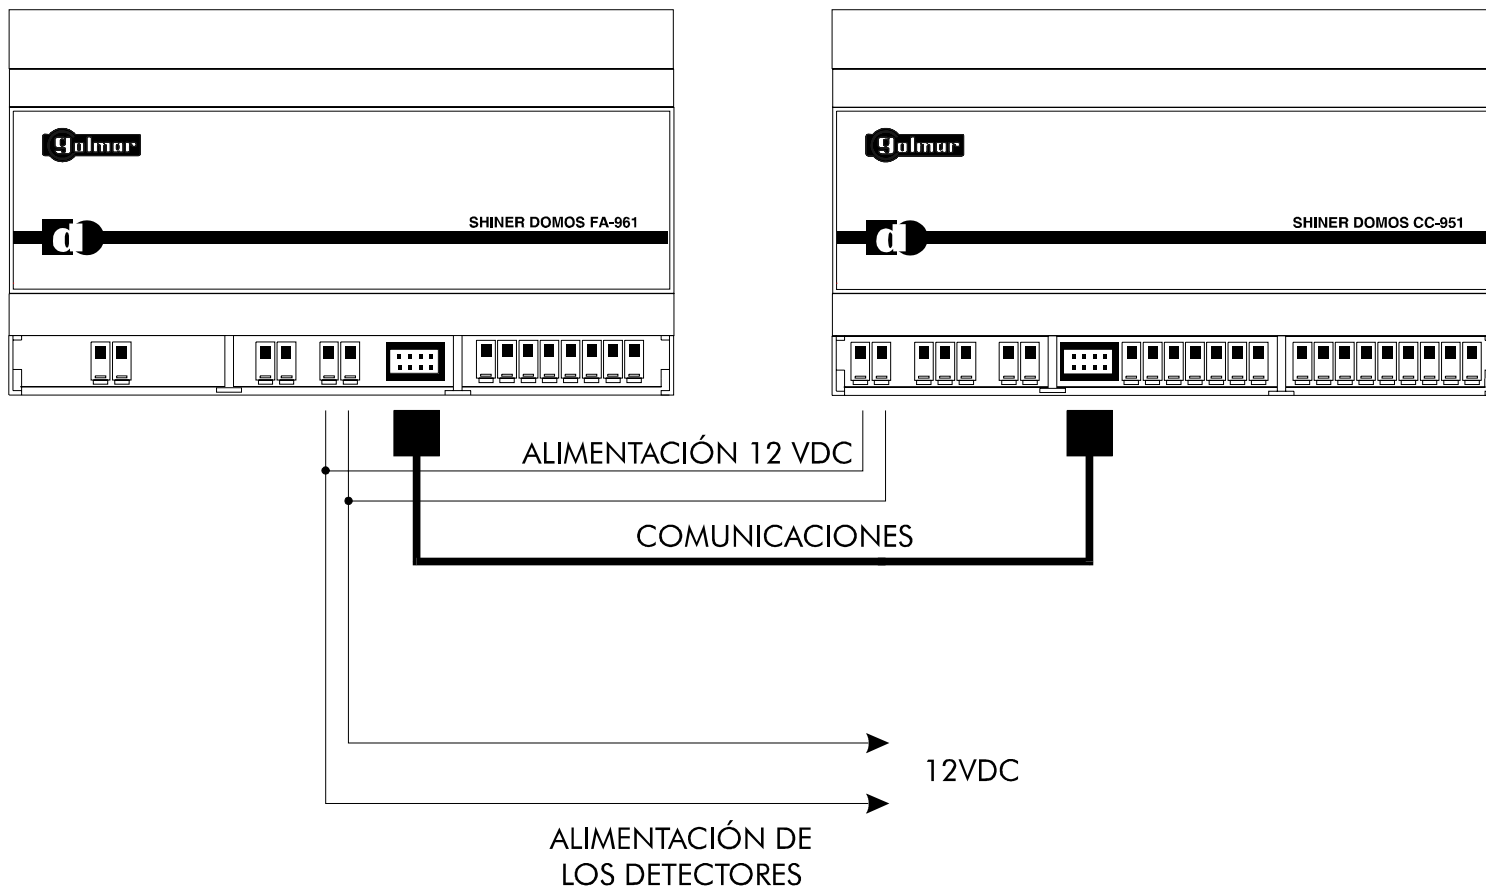 golmar
golmar
SHINER DOMOS FA-961
SHINER DOMOS CC-951
d
d
ALIMENTACIÓN 12 VDC
COMUNICACIONES
12VDC
ALIMENTACIÓN DE
LOS DETECTORES